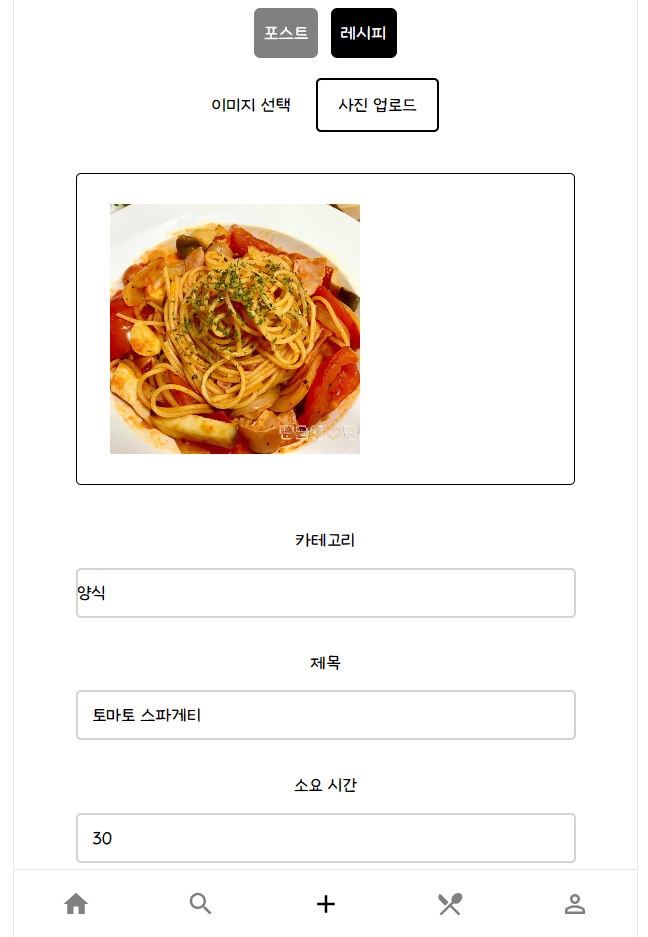 포스트 레시피
이미지 선택 사진 업로드
카테고리
양식
제목
토마토 스파게티
소요 시간
30